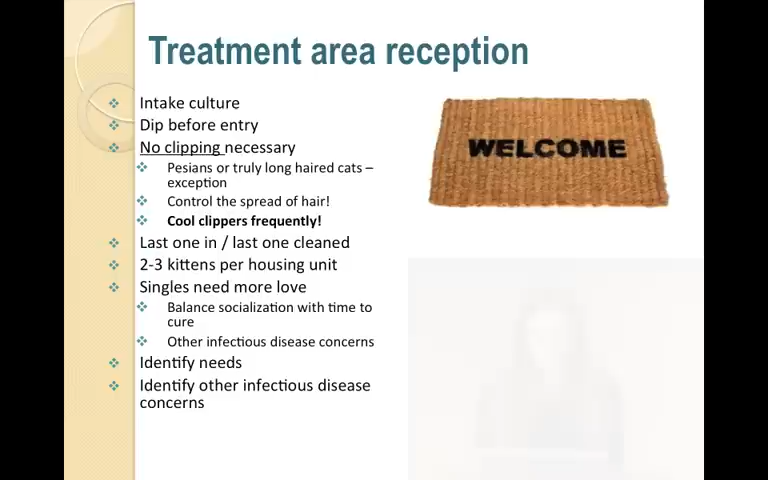 Treatment area reception
Intake culture
Dip before entry
No clipping necessary
Pesians or truly long haired cats –
exception
Control the spread of hair!
Cool clippers frequently!
Last one in / last one cleaned
2-3 kittens per housing unit
Singles need more love
Balance socialization with time to
cure
Other infectious disease concerns
Identify needs
Identify other infectious disease
concerns
WELCOME